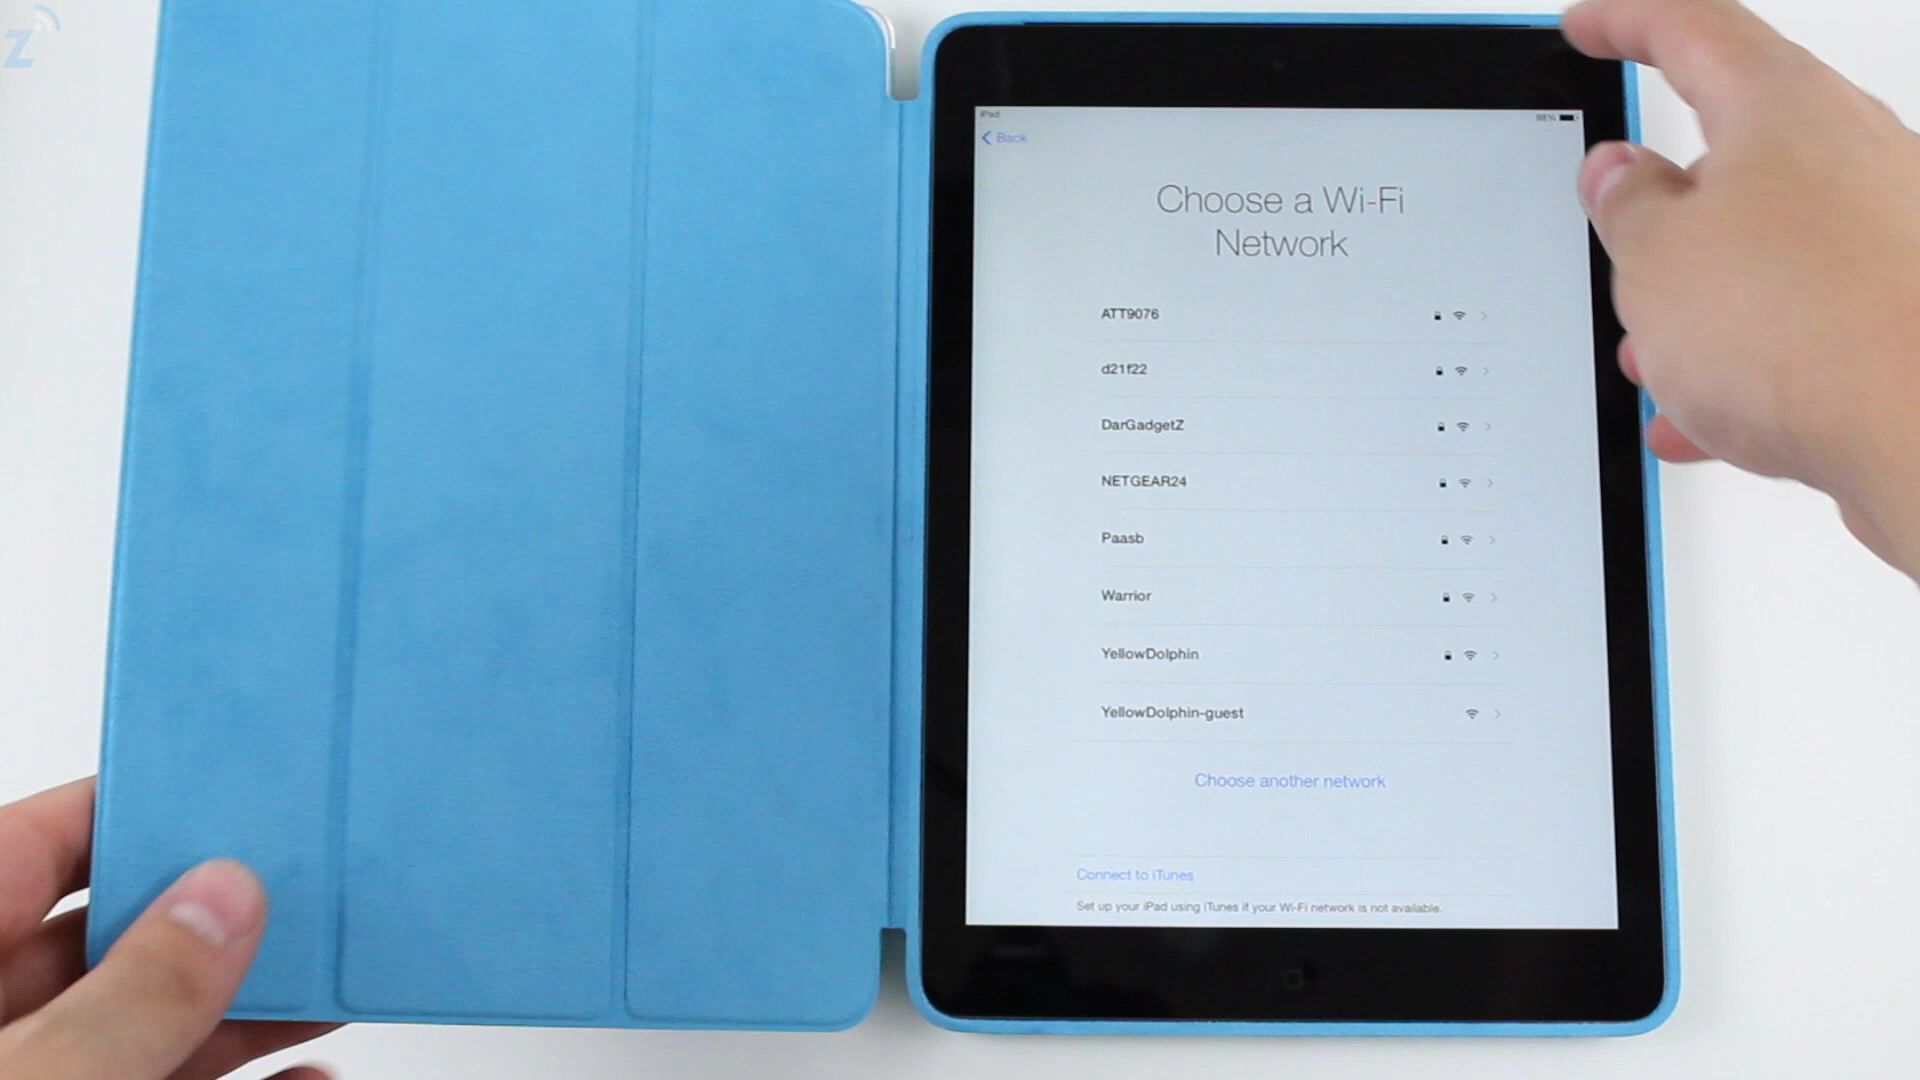 Z
iPad
88%
Back
Choose a Wi-Fi
Network
ATT9076
d21f22
DarGadgetZ
NETGEAR24
Paasb
Warrior
YellowDolphin
YellowDolphin-guest
Choose another network
Connect to iTunes
Set up your iPad using iTunes if your Wi-Fi network is not available.